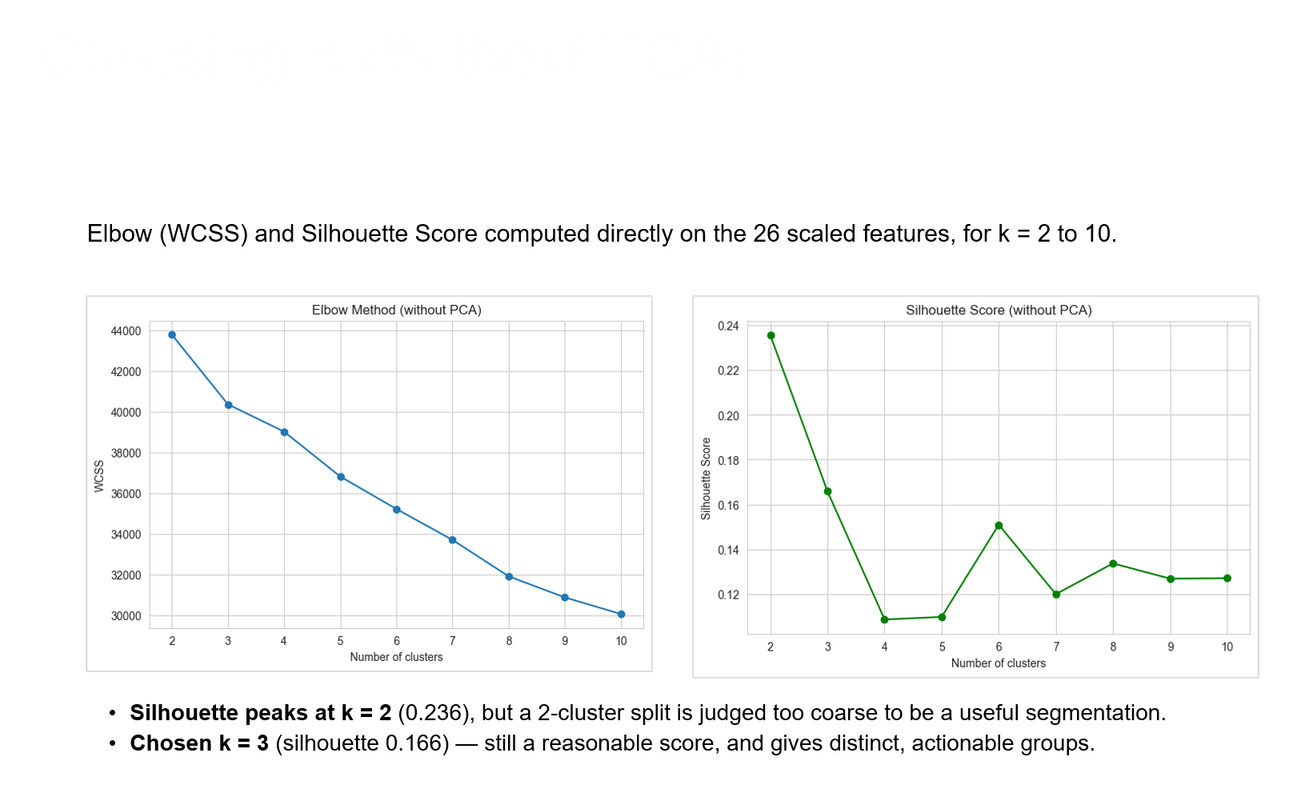 Elbow (WCSS) and Silhouette Score computed directly on the 26 scaled features, for k = 2 to 10.
Elbow Method (without PCA)
44000
42000
40000
38000
36000
34000
32000
30000
WCSS
2 3 4 5 6 7 8 9 10
Number of clusters
Silhouette Score (without PCA)
0.24
0.22
0.20
0.18
0.16
0.14
0.12
Silhouette Score
2 3 4 5 6 7 8 9 10
Number of clusters
• Silhouette peaks at k = 2 (0.236), but a 2-cluster split is judged too coarse to be a useful segmentation.
• Chosen k = 3 (silhouette 0.166) — still a reasonable score, and gives distinct, actionable groups.